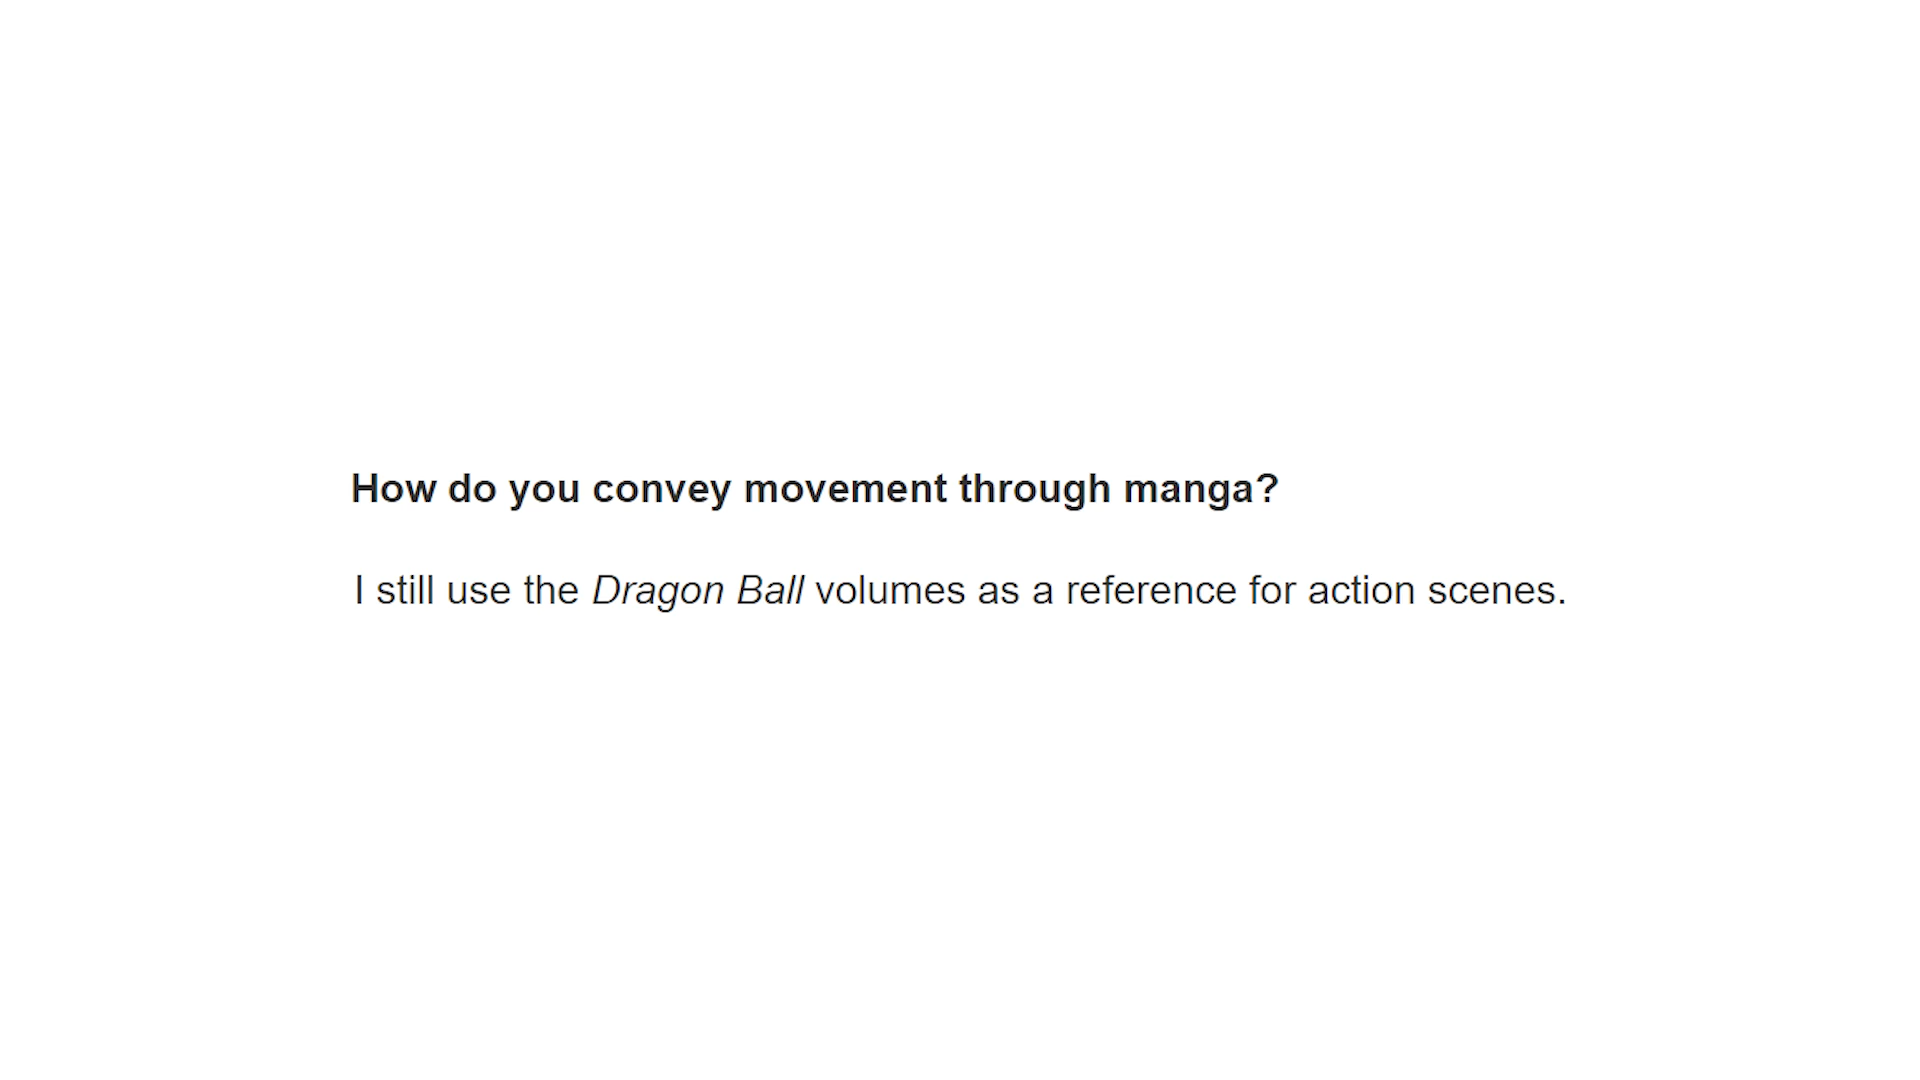 How do you convey movement through manga?
I still use the Dragon Ball volumes as a reference for action scenes.